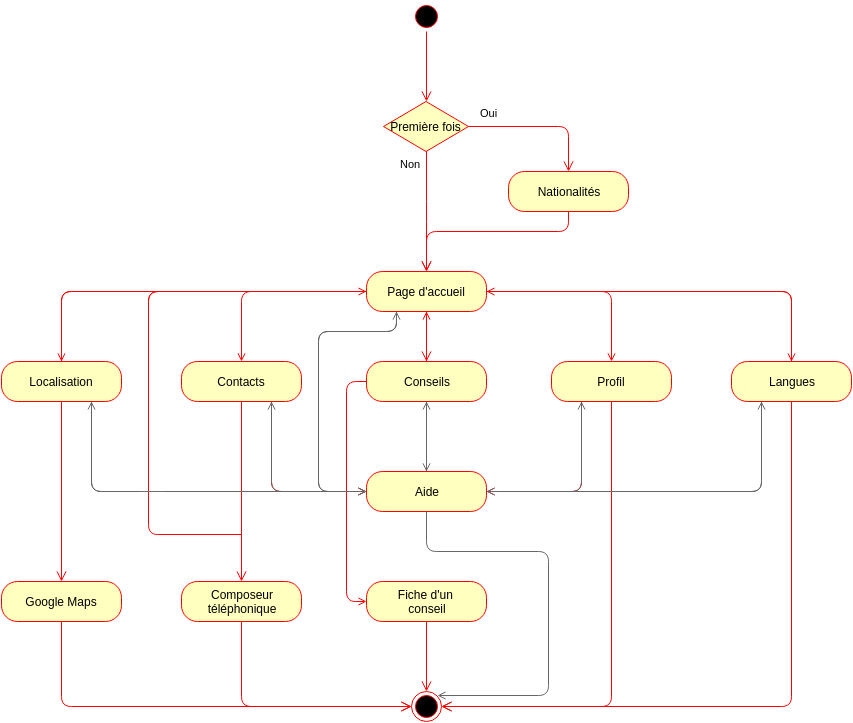 Oui
Première fois
Non
Nationalités
Page d'accueil
Localisation
Contacts
Conseils
Profil
Langues
Aide
Google Maps
Composeur
téléphonique
Fiche d'un
conseil